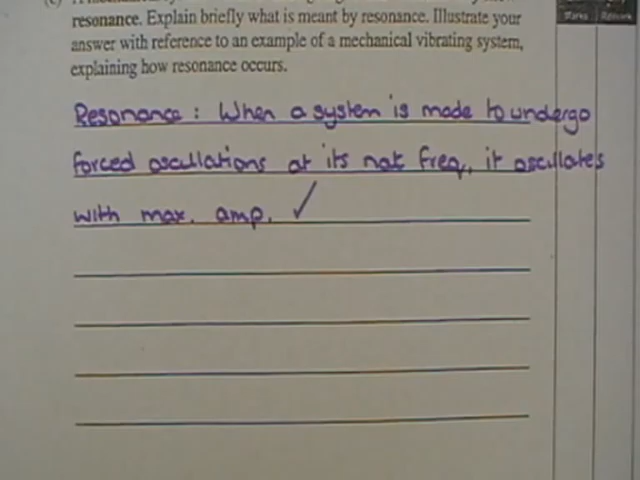 resonance. Explain briefly what is meant by resonance. Illustrate your
answer with reference to an example of a mechanical vibrating system,
explaining how resonance occurs.
Marks Remark
Resonance : When a system is made to undergo
forced oscillations at its nat freq, it oscillates
with max. amp. ✓